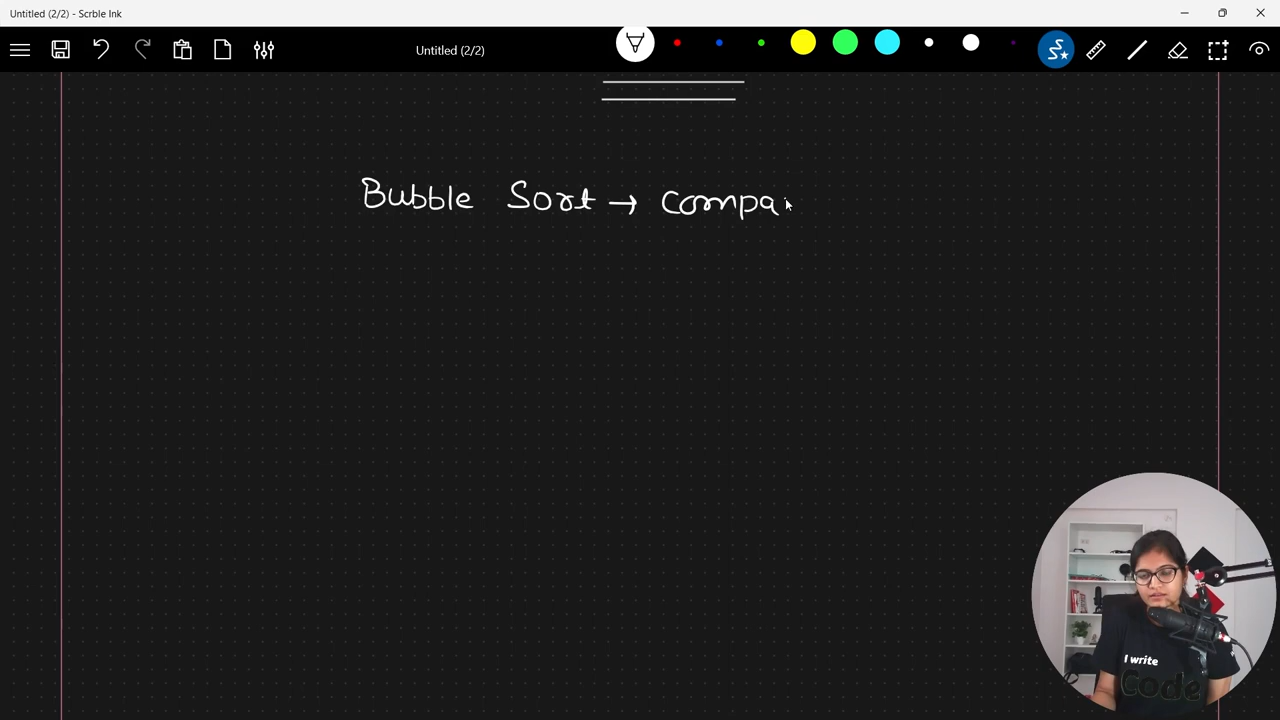 Untitled (2/2) - Scrble Ink
Untitled (2/2)
Bubble Sort → Compa
I write
Code